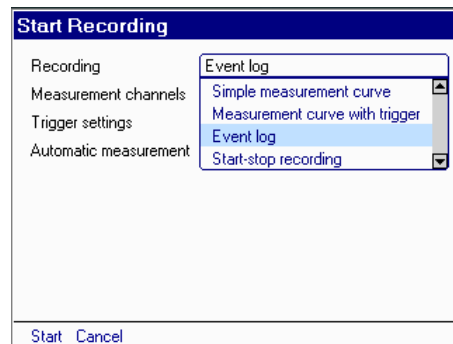 Start Recording
Recording Event log
Measurement channels Simple measurement curve
Measurement curve with trigger
Trigger settings Event log
Automatic measurement Start-stop recording
Start Cancel